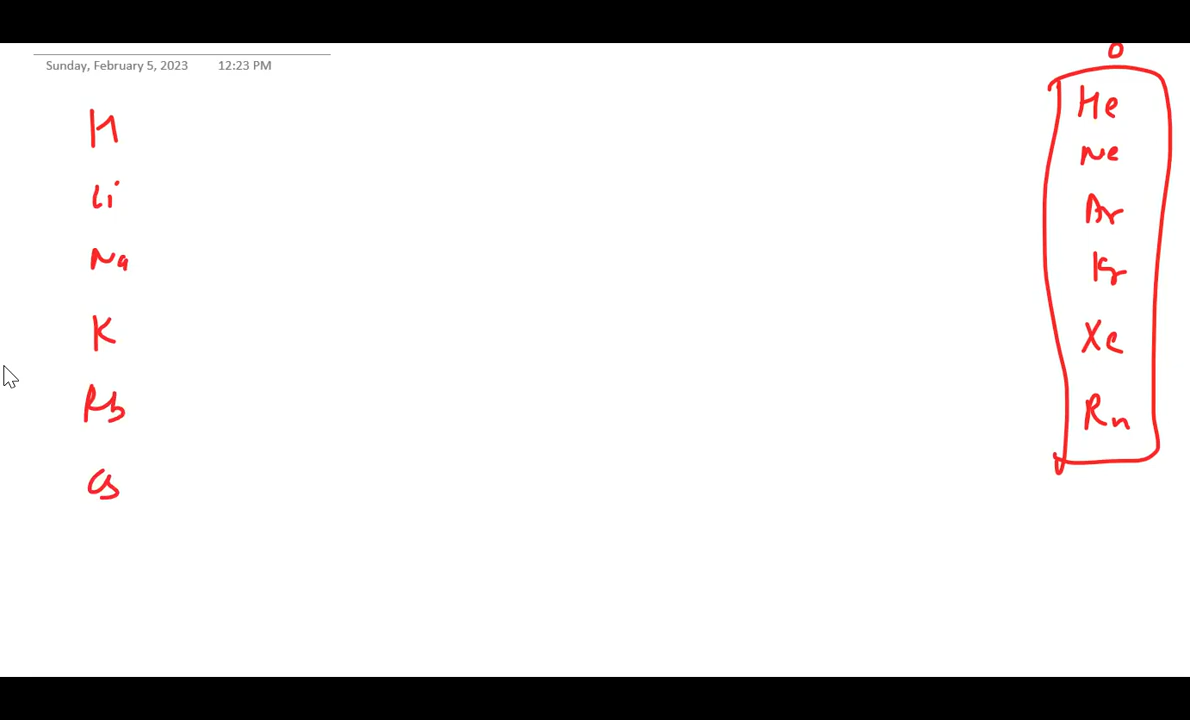 Sunday, February 5, 2023 12:23 PM
0
H
He
Ne
Li
Ar
Na
Kr
K
Xe
Rb
Rn
Cs